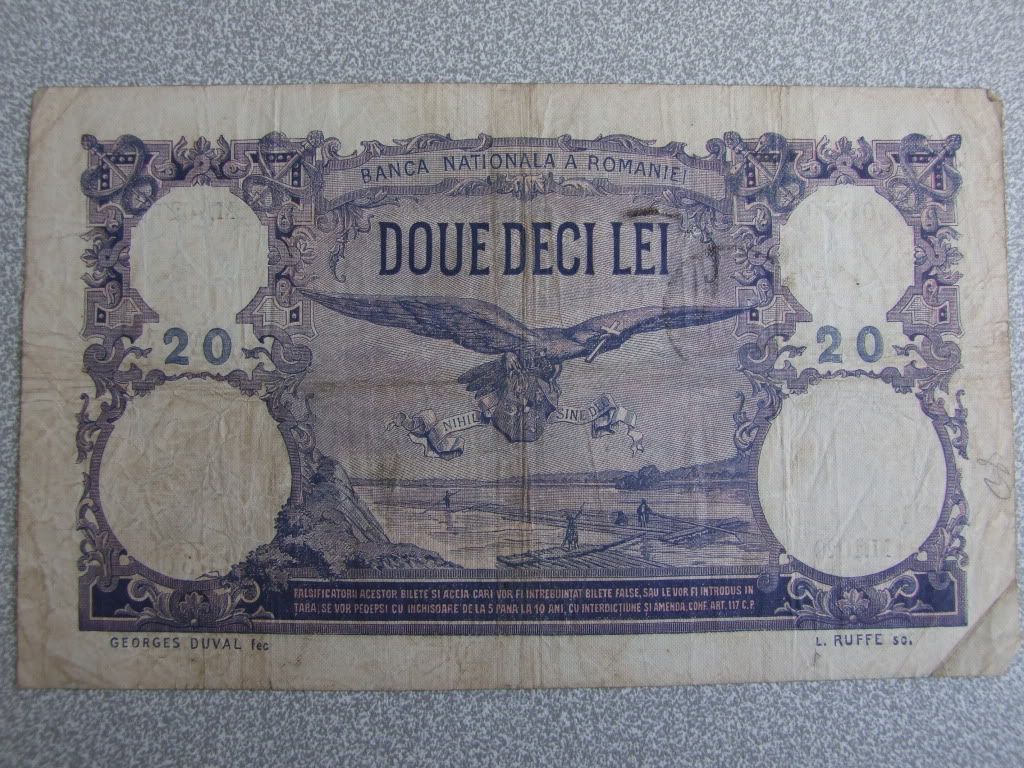 BANCA NATIONALA A ROMANIEI
DOUE DECI LEI
20 20
NIHIL SINE D
FALSIFICATORII ACESTOR BILETE SI ACCIA CARI VOR FI INTREBUINTAT BILETE FALSE, SAU LE VOR FI INTRODUS IN
TARA, SE VOR PEDEPSI CU INCHISOARE DE LA 5 PANA LA 10 ANI, CU INTERDICTIUNE SI AMENDA. CONF. ART. 117 C.P.
GEORGES DUVAL fec L. RUFFE sc.